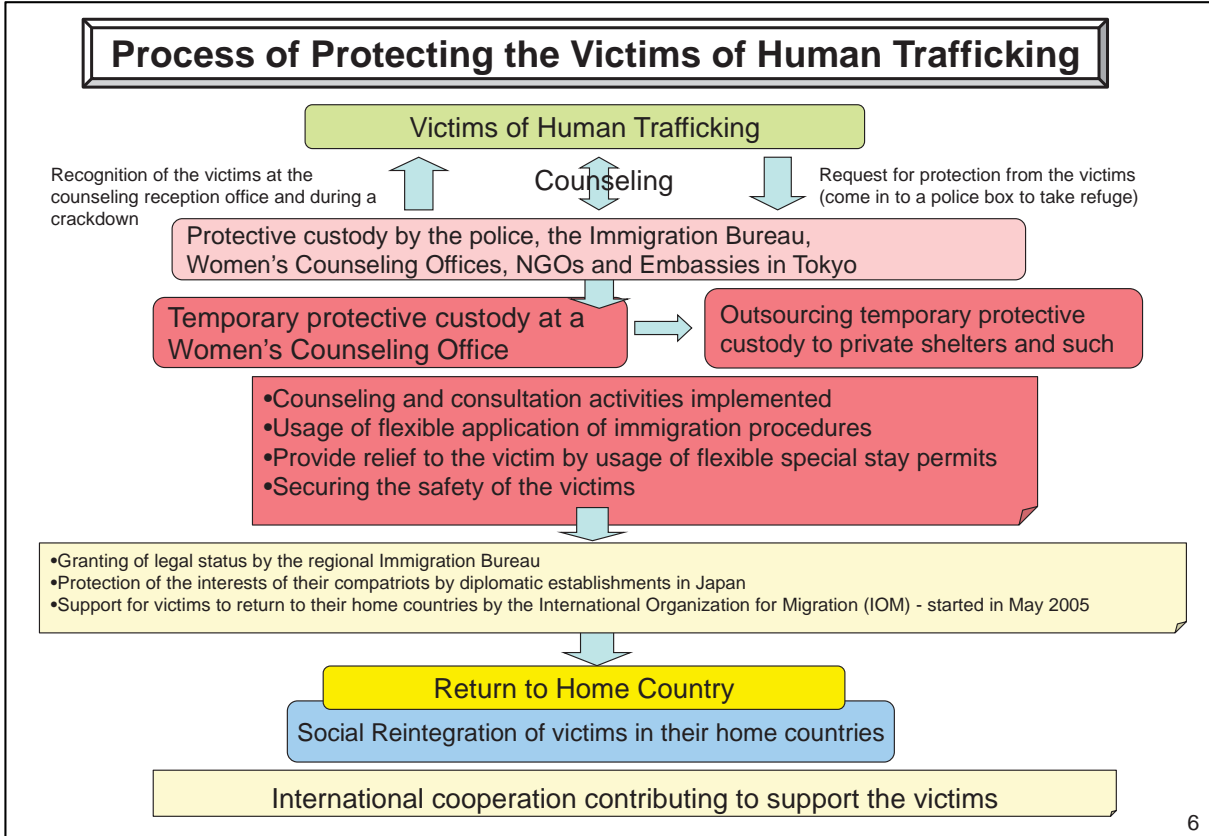 Process of Protecting the Victims of Human Trafficking
Victims of Human Trafficking
Recognition of the victims at the
counseling reception office and during a
crackdown
Counseling
Request for protection from the victims
(come in to a police box to take refuge)
Protective custody by the police, the Immigration Bureau,
Women's Counseling Offices, NGOs and Embassies in Tokyo
Temporary protective custody at a
Women's Counseling Office
Outsourcing temporary protective
custody to private shelters and such
•Counseling and consultation activities implemented
•Usage of flexible application of immigration procedures
•Provide relief to the victim by usage of flexible special stay permits
•Securing the safety of the victims
•Granting of legal status by the regional Immigration Bureau
•Protection of the interests of their compatriots by diplomatic establishments in Japan
•Support for victims to return to their home countries by the International Organization for Migration (IOM) - started in May 2005
Return to Home Country
Social Reintegration of victims in their home countries
International cooperation contributing to support the victims
6